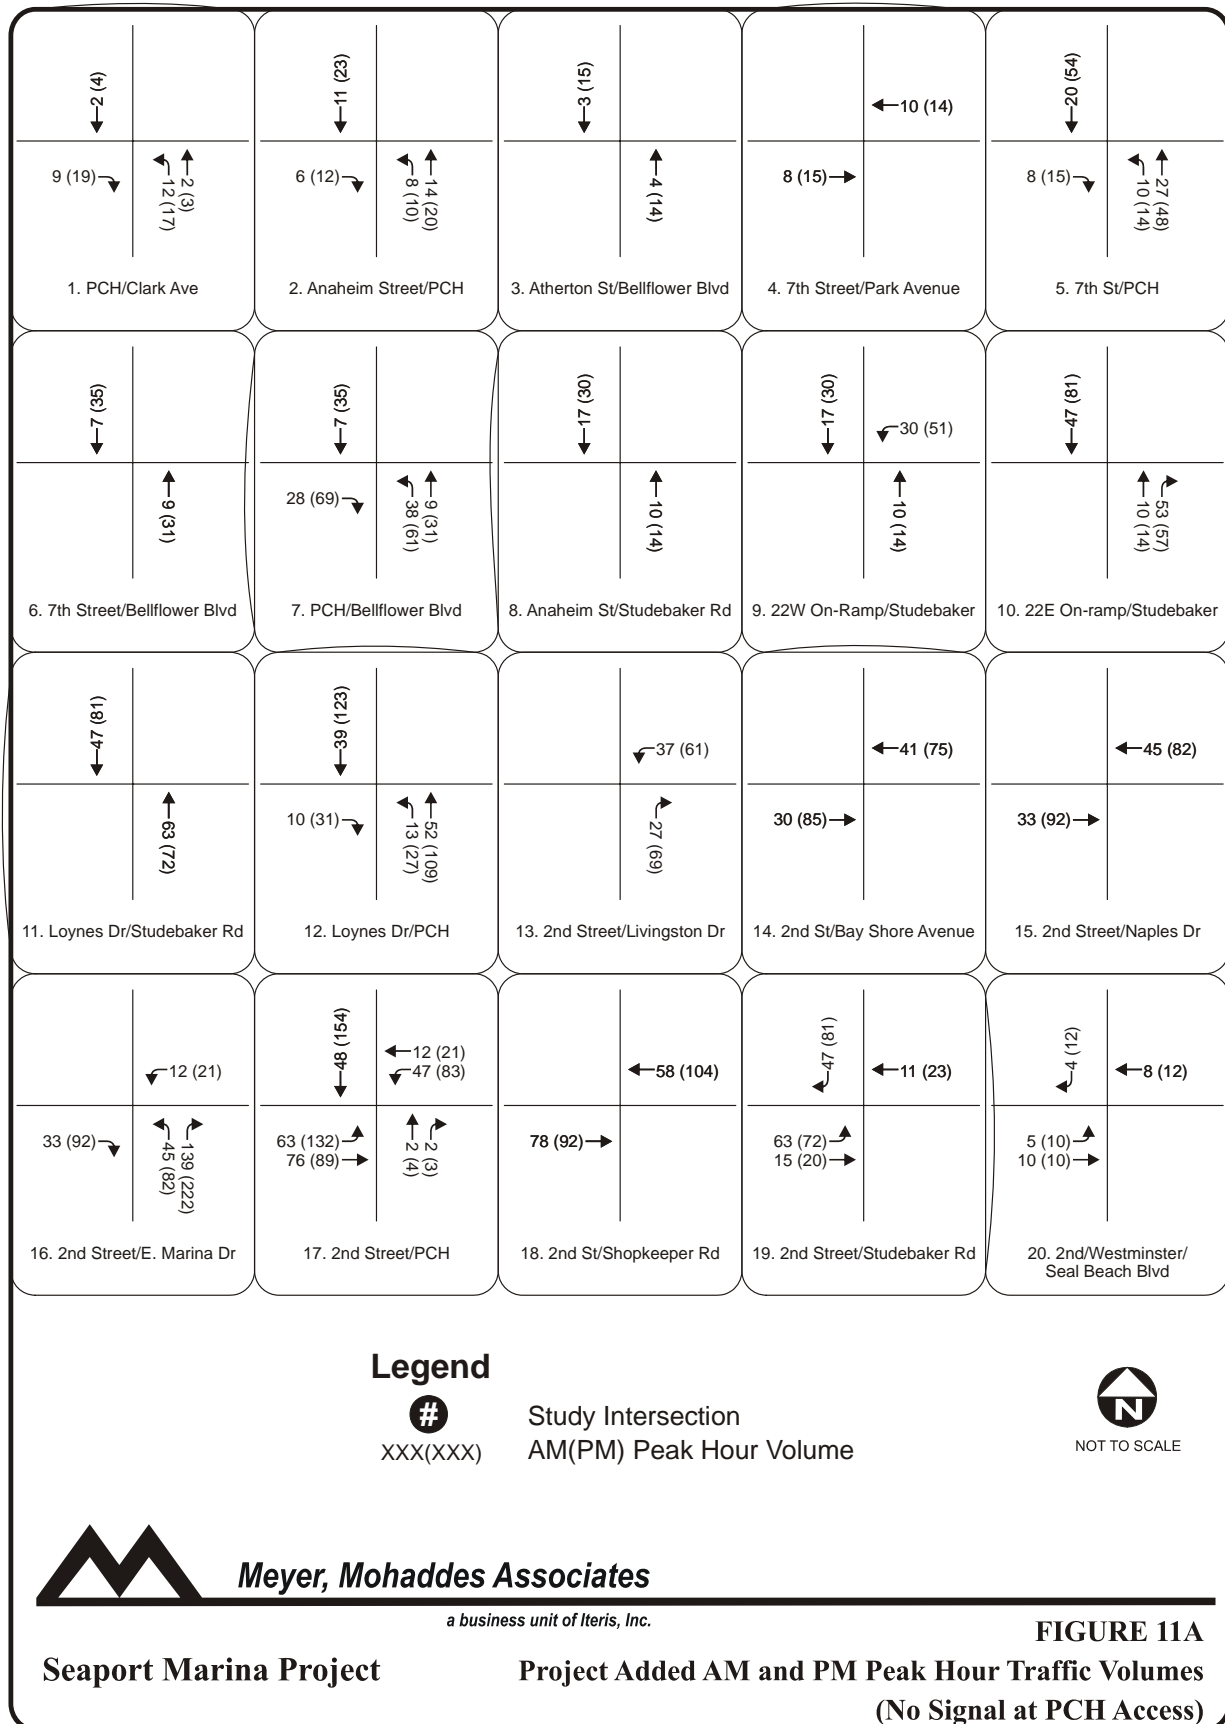 2 (4)
9 (19)
12 (17)
2 (3)
1. PCH/Clark Ave
11 (23)
6 (12)
8 (10)
14 (20)
2. Anaheim Street/PCH
3 (15)
4 (14)
3. Atherton St/Bellflower Blvd
10 (14)
8 (15)
4. 7th Street/Park Avenue
20 (54)
8 (15)
10 (14)
27 (48)
5. 7th St/PCH
7 (35)
9 (31)
6. 7th Street/Bellflower Blvd
7 (35)
28 (69)
38 (61)
9 (31)
7. PCH/Bellflower Blvd
17 (30)
10 (14)
8. Anaheim St/Studebaker Rd
17 (30)
30 (51)
10 (14)
9. 22W On-Ramp/Studebaker
47 (81)
10 (14)
53 (57)
10. 22E On-ramp/Studebaker
47 (81)
63 (72)
11. Loynes Dr/Studebaker Rd
39 (123)
10 (31)
13 (27)
52 (109)
12. Loynes Dr/PCH
37 (61)
27 (69)
13. 2nd Street/Livingston Dr
41 (75)
30 (85)
14. 2nd St/Bay Shore Avenue
45 (82)
33 (92)
15. 2nd Street/Naples Dr
12 (21)
33 (92)
45 (82)
139 (222)
16. 2nd Street/E. Marina Dr
48 (154)
12 (21)
47 (83)
63 (132)
76 (89)
2 (4)
2 (3)
17. 2nd Street/PCH
58 (104)
78 (92)
18. 2nd St/Shopkeeper Rd
47 (81)
11 (23)
63 (72)
15 (20)
19. 2nd Street/Studebaker Rd
4 (12)
8 (12)
5 (10)
10 (10)
20. 2nd/Westminster/
Seal Beach Blvd
Legend
# Study Intersection
XXX(XXX) AM(PM) Peak Hour Volume
N
NOT TO SCALE
Meyer, Mohaddes Associates
a business unit of Iteris, Inc.
FIGURE 11A
Seaport Marina Project
Project Added AM and PM Peak Hour Traffic Volumes
(No Signal at PCH Access)